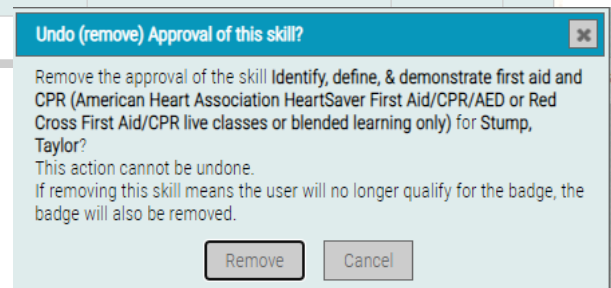 Undo (remove) Approval of this skill?
Remove the approval of the skill Identify, define, & demonstrate first aid and
CPR (American Heart Association HeartSaver First Aid/CPR/AED or Red
Cross First Aid/CPR live classes or blended learning only) for Stump,
Taylor?
This action cannot be undone.
If removing this skill means the user will no longer qualify for the badge, the
badge will also be removed.
Remove Cancel